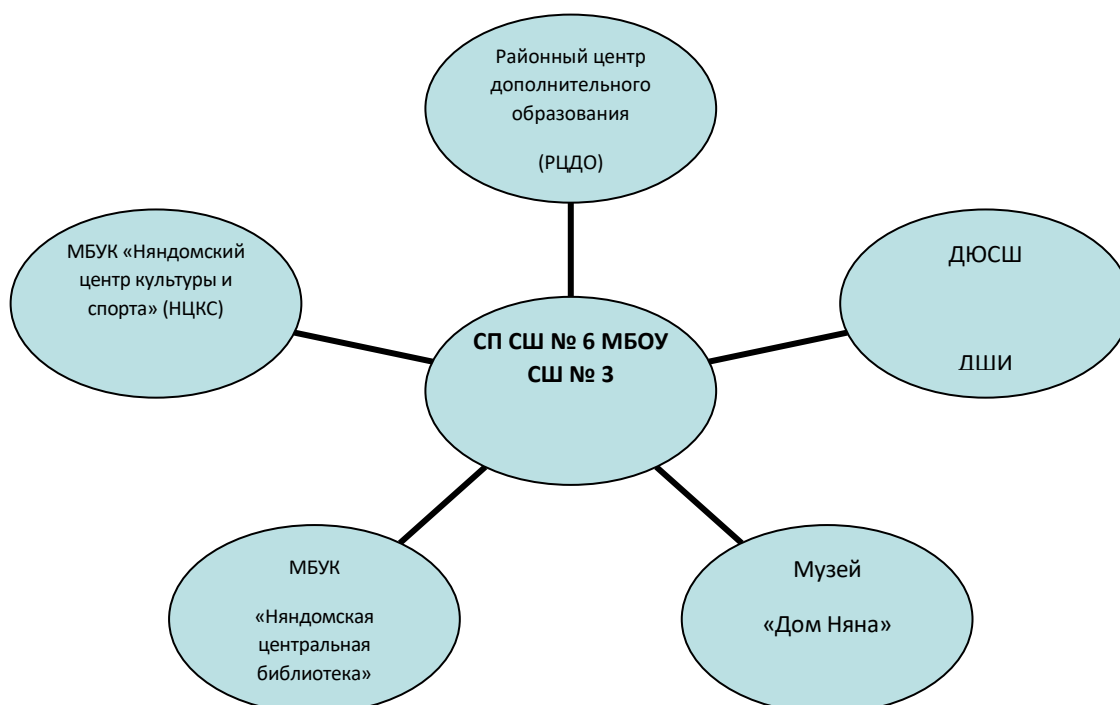 Районный центр
дополнительного
образования
(РЦДО)
МБУК «Няндомский
центр культуры и
спорта» (НЦКС)
ДЮСШ
ДШИ
СП СШ № 6 МБОУ
СШ № 3
МБУК
«Няндомская
центральная
библиотека»
Музей
«Дом Няна»